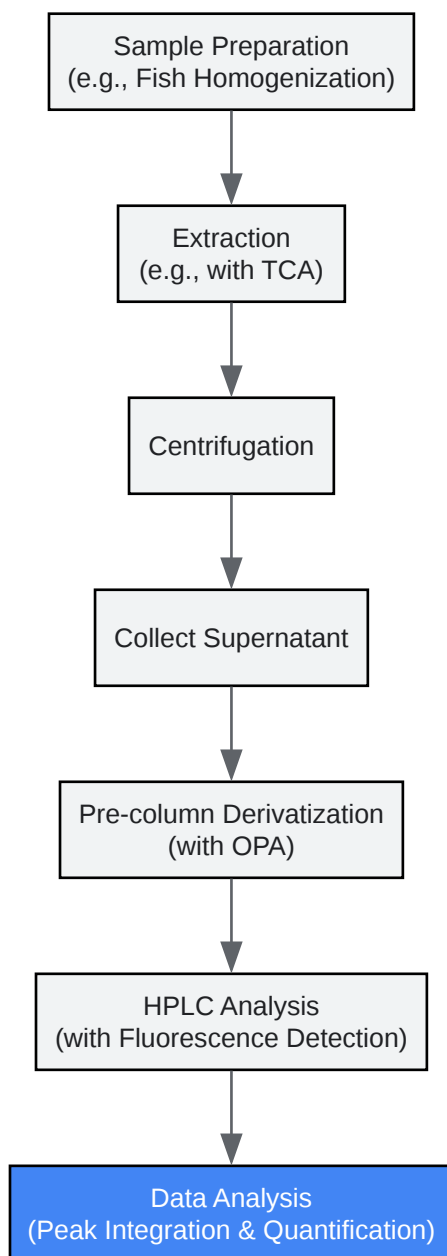 Sample Preparation
(e.g., Fish Homogenization)
Extraction
(e.g., with TCA)
Centrifugation
Collect Supernatant
Pre-column Derivatization
(with OPA)
HPLC Analysis
(with Fluorescence Detection)
Data Analysis
(Peak Integration & Quantification)